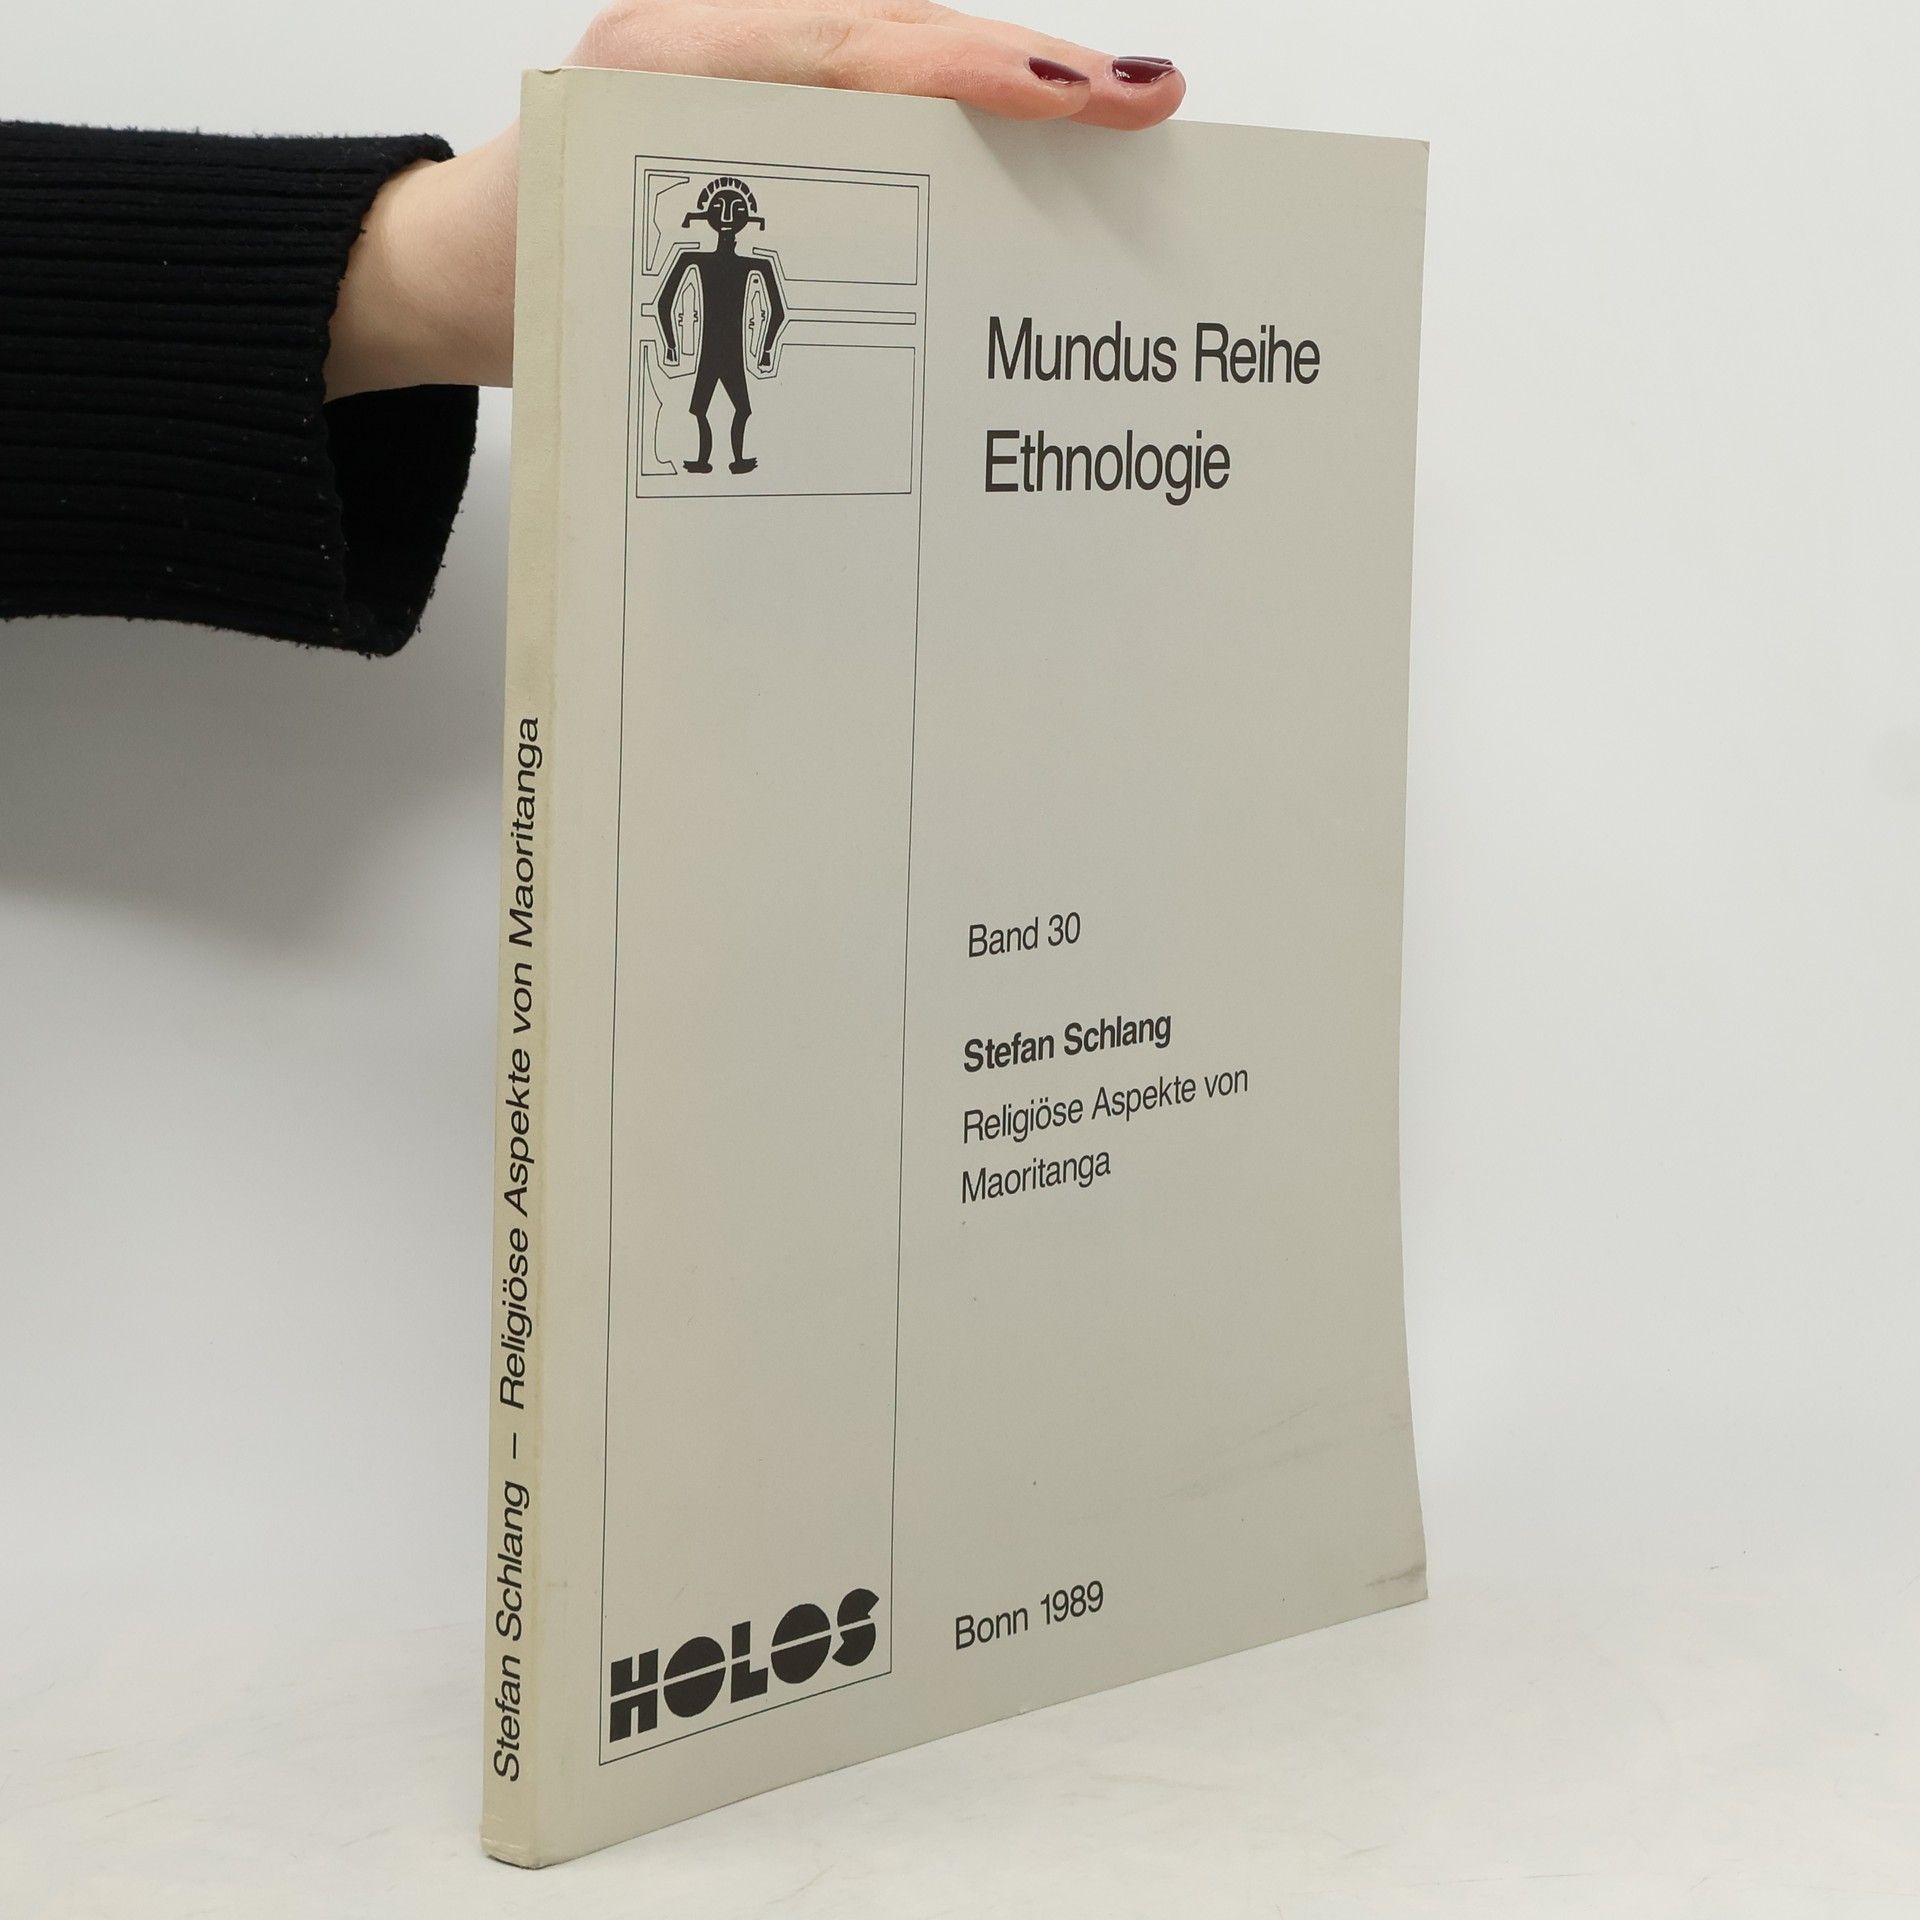 Mundus Reihe
Ethnologie
Band 30
Stefan Schlang
Religiöse Aspekte von
Maoritanga
Bonn 1989
HOLOS
Stefan Schlang – Religiöse Aspekte von Maoritanga